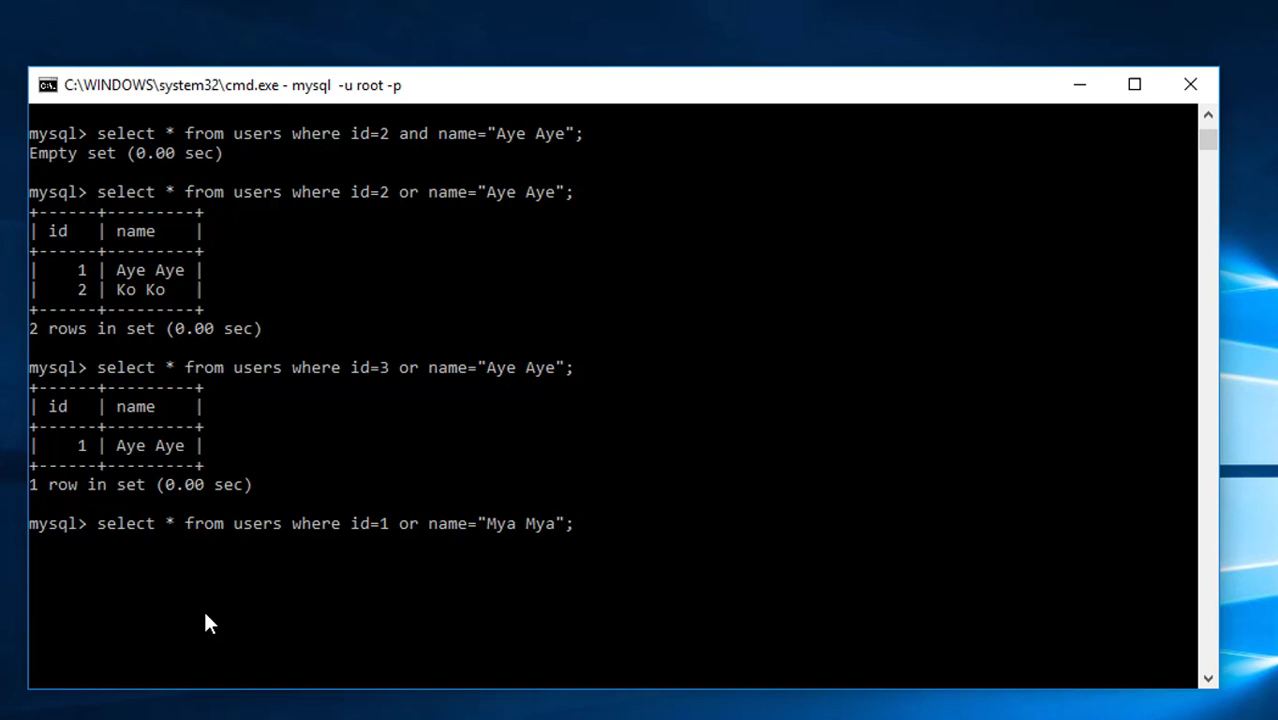 C:\WINDOWS\system32\cmd.exe - mysql  -u root -p
mysql> select * from users where id=2 and name="Aye Aye";
Empty set (0.00 sec)
mysql> select * from users where id=2 or name="Aye Aye";
+------+---------+
| id   | name    |
+------+---------+
|    1 | Aye Aye |
|    2 | Ko Ko   |
+------+---------+
2 rows in set (0.00 sec)
mysql> select * from users where id=3 or name="Aye Aye";
+------+---------+
| id   | name    |
+------+---------+
|    1 | Aye Aye |
+------+---------+
1 row in set (0.00 sec)
mysql> select * from users where id=1 or name="Mya Mya";